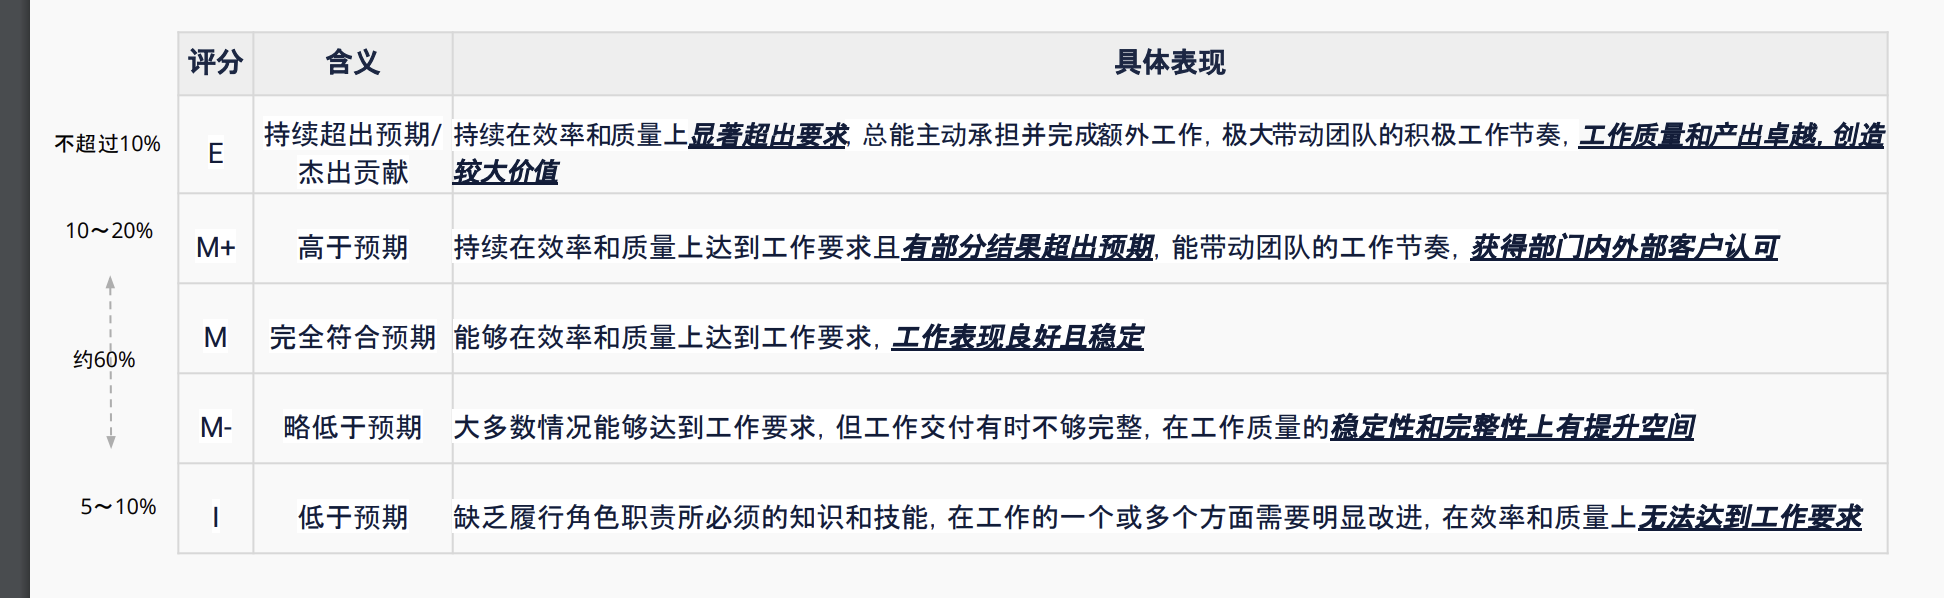 评分 含义 具体表现
不超过10% E 持续超出预期/ 持续在效率和质量上显著超出要求, 总能主动承担并完成额外工作, 极大带动团队的积极工作节奏, 工作质量和产出卓越, 创造
杰出贡献 较大价值
10～20% M+ 高于预期 持续在效率和质量上达到工作要求且有部分结果超出预期, 能带动团队的工作节奏, 获得部门内外部客户认可
M 完全符合预期 能够在效率和质量上达到工作要求, 工作表现良好且稳定
约60%
M- 略低于预期 大多数情况能够达到工作要求, 但工作交付有时不够完整, 在工作质量的稳定性和完整性上有提升空间
5～10% I 低于预期 缺乏履行角色职责所必须的知识和技能, 在工作的一个或多个方面需要明显改进, 在效率和质量上无法达到工作要求